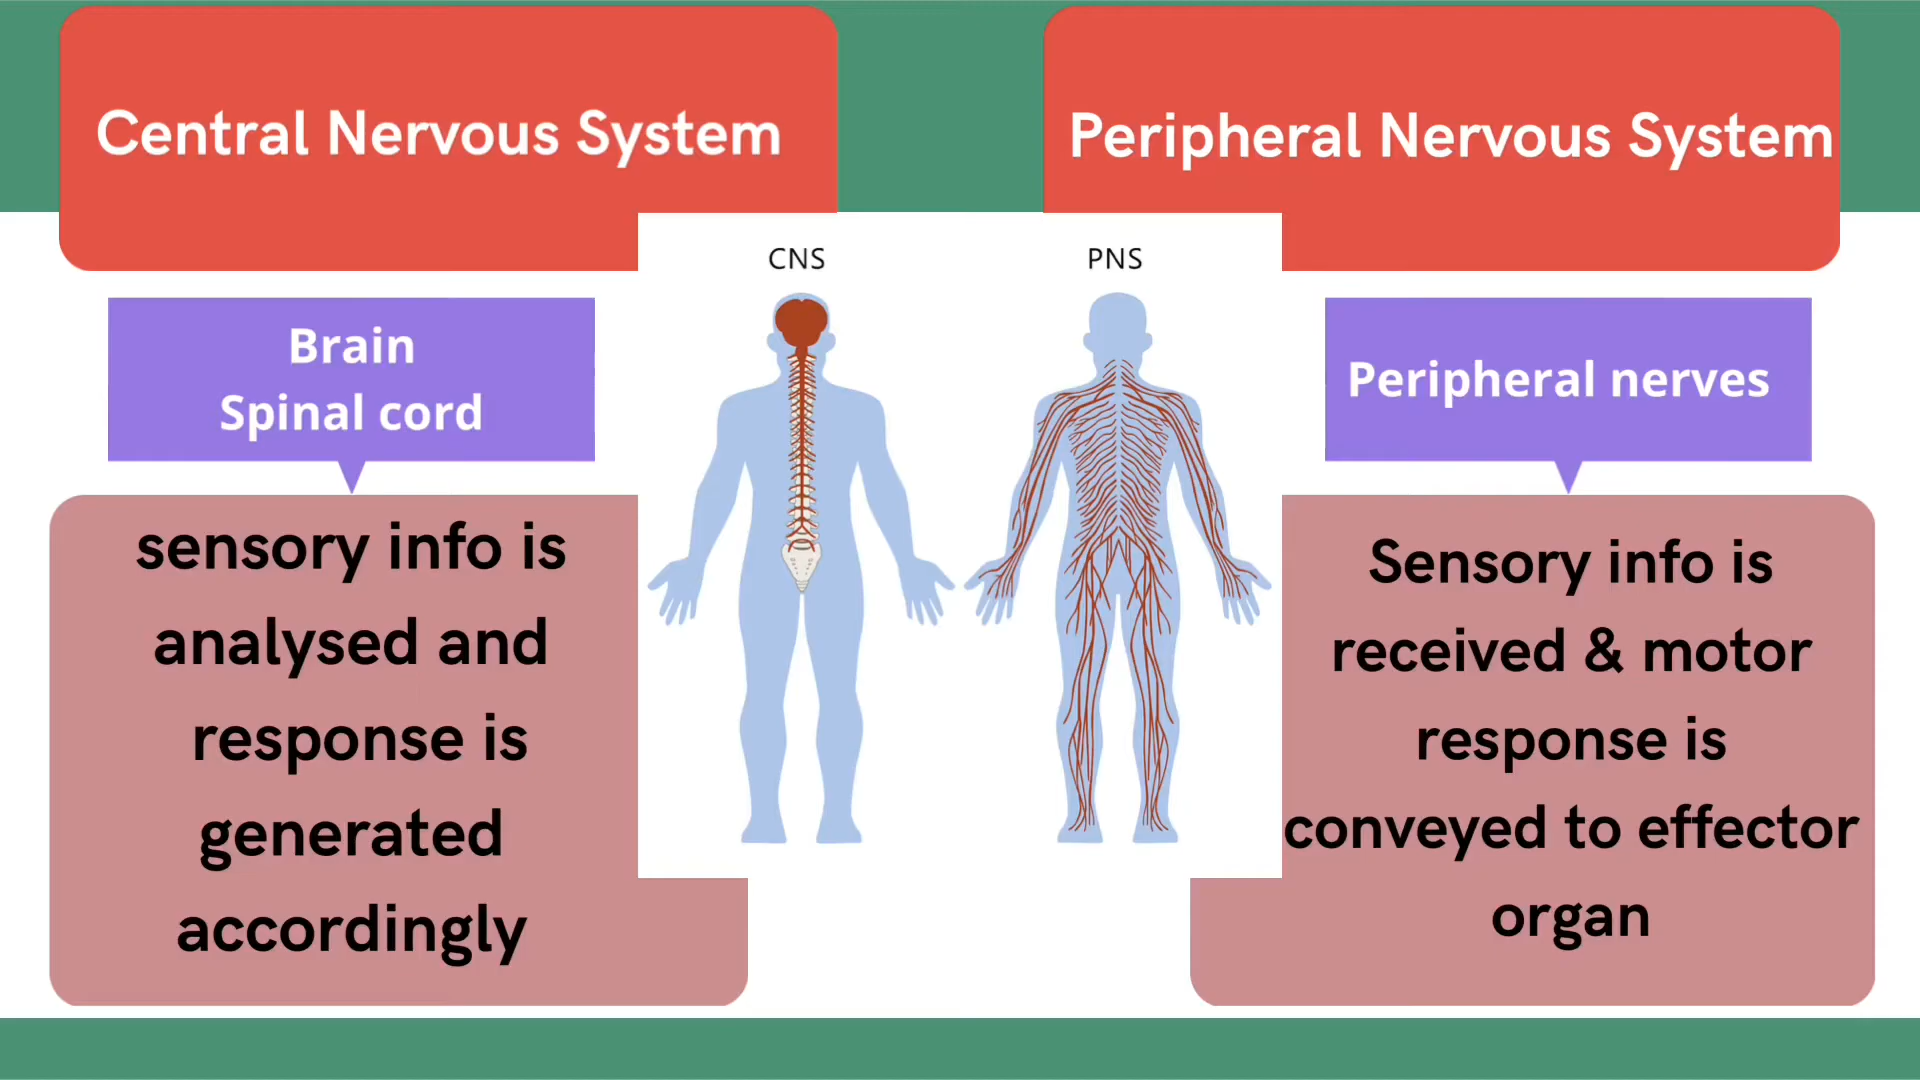 Central Nervous System
Peripheral Nervous System
CNS
PNS
Brain
Spinal cord
Peripheral nerves
sensory info is
analysed and
response is
generated
accordingly
Sensory info is
received & motor
response is
conveyed to effector
organ